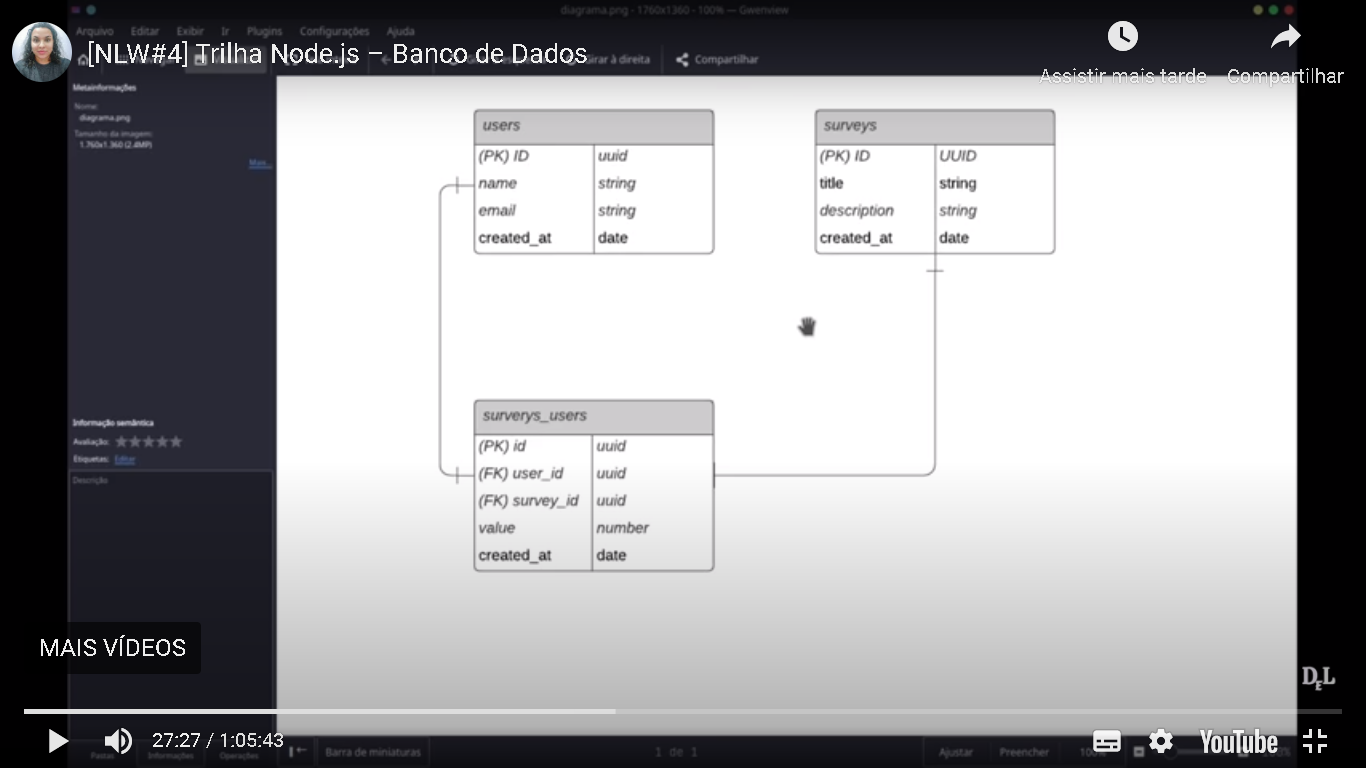 diagrama.png - 1760x1360 - 100% — Gwenview
Arquivo Editar Exibir Ir Plugins Configurações Ajuda
[NLW#4] Trilha Node.js – Banco de Dados
Girar à direita
Compartilhar
Assistir mais tarde
Compartilhar
Metainformações
Nome:
diagrama.png
Tamanho da imagem:
1.760x1.360 (2.4MP)
Mais...
users
(PK) ID uuid
name string
email string
created_at date
surveys
(PK) ID UUID
title string
description string
created_at date
surverys_users
(PK) id uuid
(FK) user_id uuid
(FK) survey_id uuid
value number
created_at date
Informação semântica
Avaliação:
Etiquetas: Editar
Descrição
MAIS VÍDEOS
DEL
27:27 / 1:05:43
YouTube
Pastas Informações Operações
Barra de miniaturas
1 de 1
Ajustar Preencher